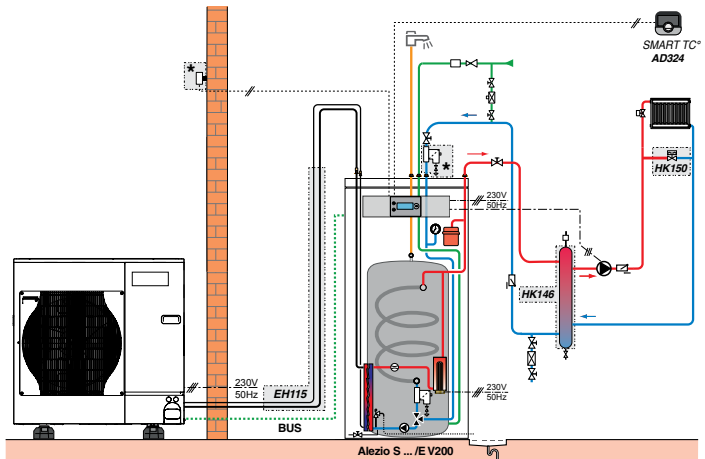 SMART TC°
AD324
*
*
HK150
230V
50Hz
HK146
230V
50Hz
EH115
230V
50Hz
BUS
Alezio S ... /E V200